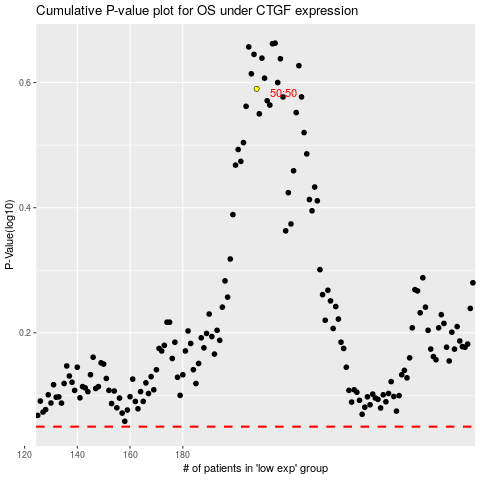 Cumulative P-value plot for OS under CTGF expression
P-Value(log10)
0.6
0.4
0.2
50:50
120 140 160 180
# of patients in 'low exp' group